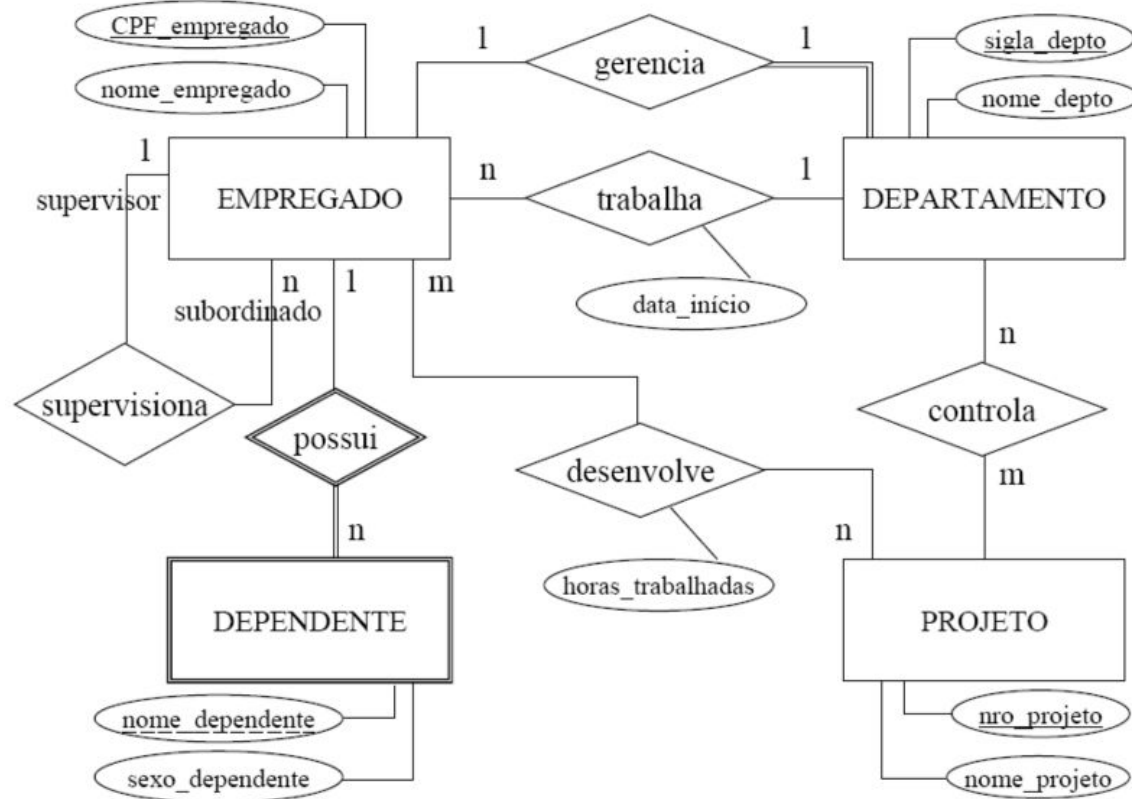 CPF_empregado
nome_empregado
1
gerencia
1
sigla_depto
nome_depto
1
supervisor
EMPREGADO
n
trabalha
1
DEPARTAMENTO
n
subordinado
1
m
data_início
n
supervisiona
possui
controla
desenvolve
m
n
n
horas_trabalhadas
DEPENDENTE
PROJETO
nome_dependente
sexo_dependente
nro_projeto
nome_projeto